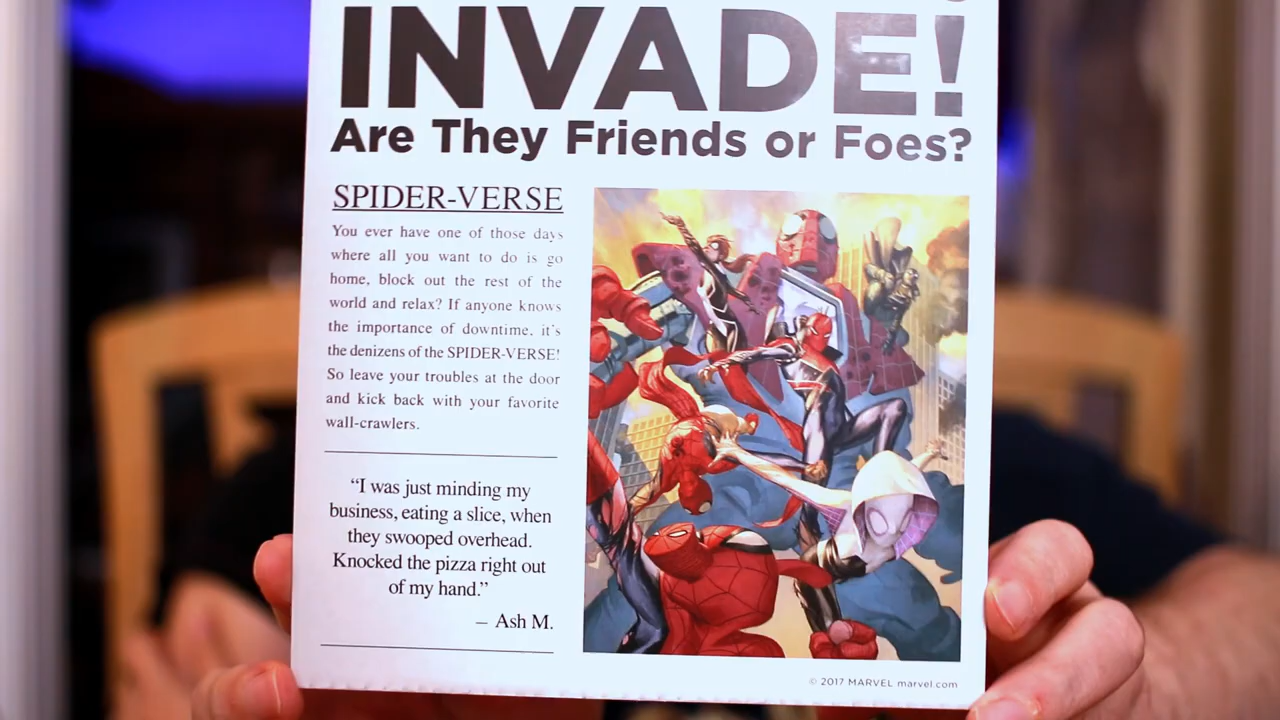 INVADE!
Are They Friends or Foes?
SPIDER-VERSE
You ever have one of those days
where all you want to do is go
home, block out the rest of the
world and relax? If anyone knows
the importance of downtime. it's
the denizens of the SPIDER-VERSE!
So leave your troubles at the door
and kick back with your favorite
wall-crawlers.
“I was just minding my
business, eating a slice, when
they swooped overhead.
Knocked the pizza right out
of my hand.”
– Ash M.
© 2017 MARVEL marvel.com